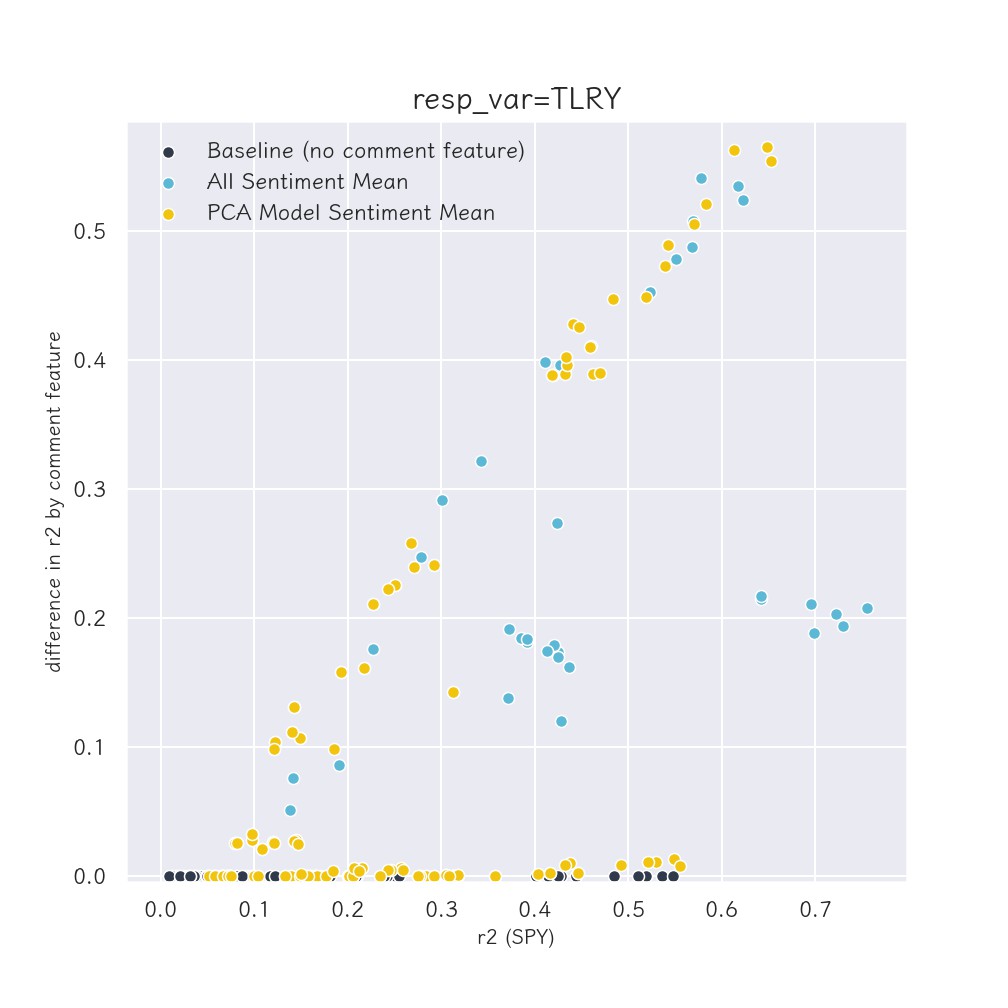 resp_var=TLRY
Baseline (no comment feature)
All Sentiment Mean
PCA Model Sentiment Mean
difference in r2 by comment feature
0.5
0.4
0.3
0.2
0.1
0.0
0.0 0.1 0.2 0.3 0.4 0.5 0.6 0.7
r2 (SPY)